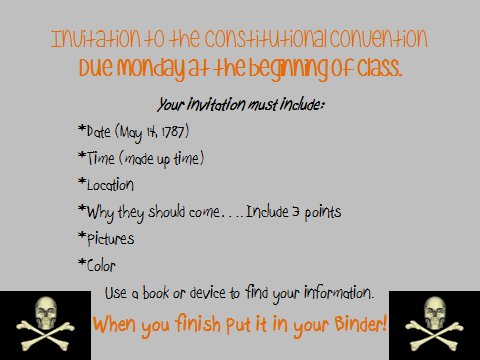 Invitation to the Constitutional Convention
Due Monday at the beginning of class.
Your invitation must include:
*Date (May 14, 1787)
*Time (made up time)
*Location
*Why they should come. . . . Include 3 points
*Pictures
*Color
Use a book or device to find your information.
When you finish put it in your Binder!